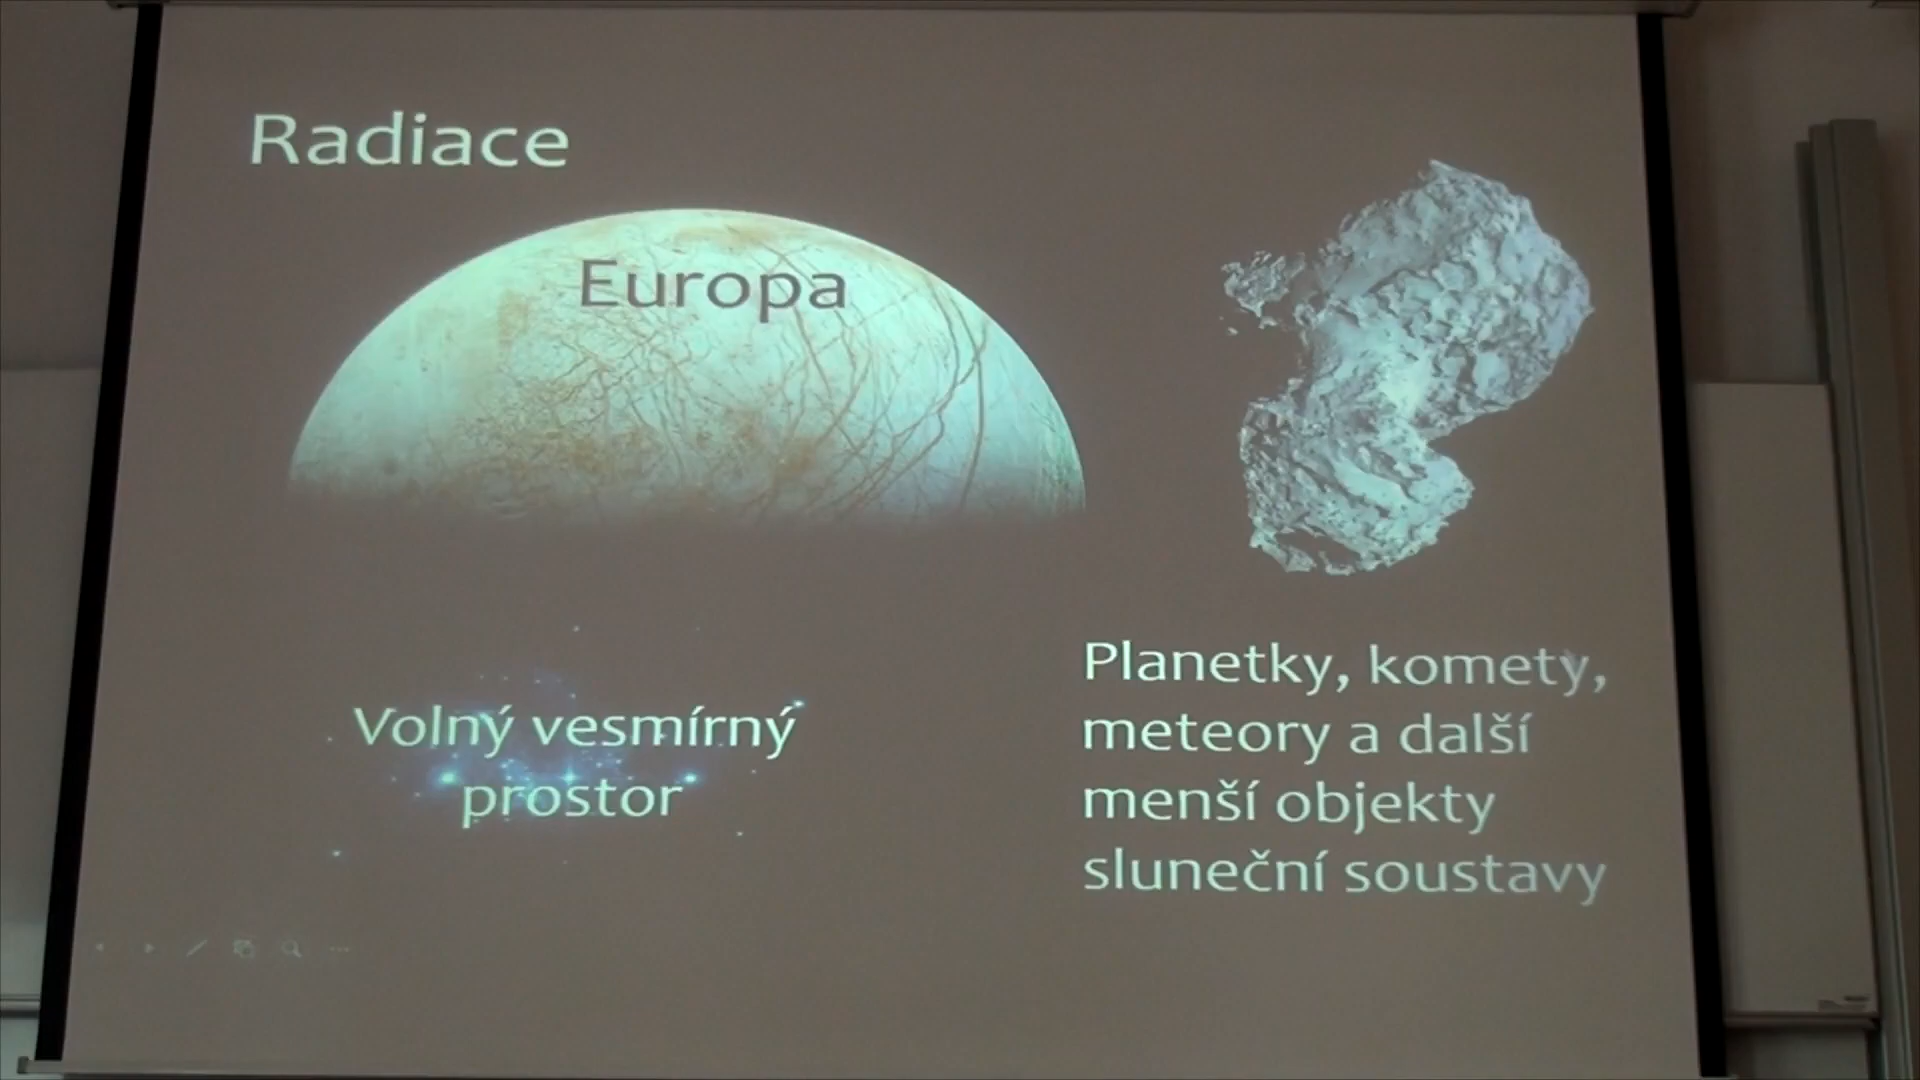 Radiace
Europa
Volný vesmírný
prostor
Planetky, komety,
meteory a další
menší objekty
sluneční soustavy